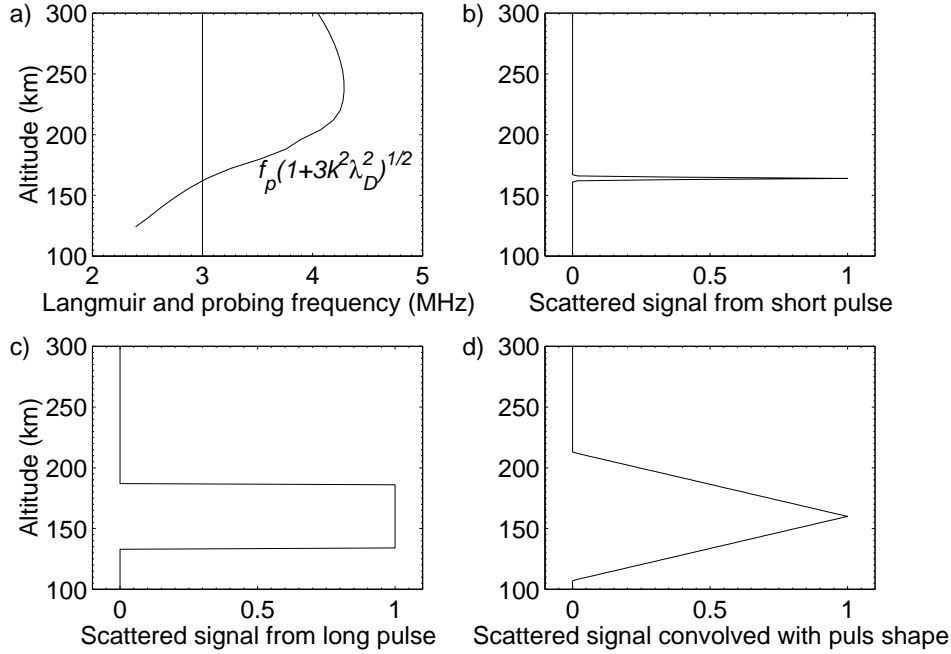 a)
300
250
200
150
100
Altitude (km)
f_p(1+3k^2λ_D^2)^1/2
2 3 4 5
Langmuir and probing frequency (MHz)
b)
300
250
200
150
100
0 0.5 1
Scattered signal from short pulse
c)
300
250
200
150
100
Altitude (km)
0 0.5 1
Scattered signal from long pulse
d)
300
250
200
150
100
0 0.5 1
Scattered signal convolved with puls shape